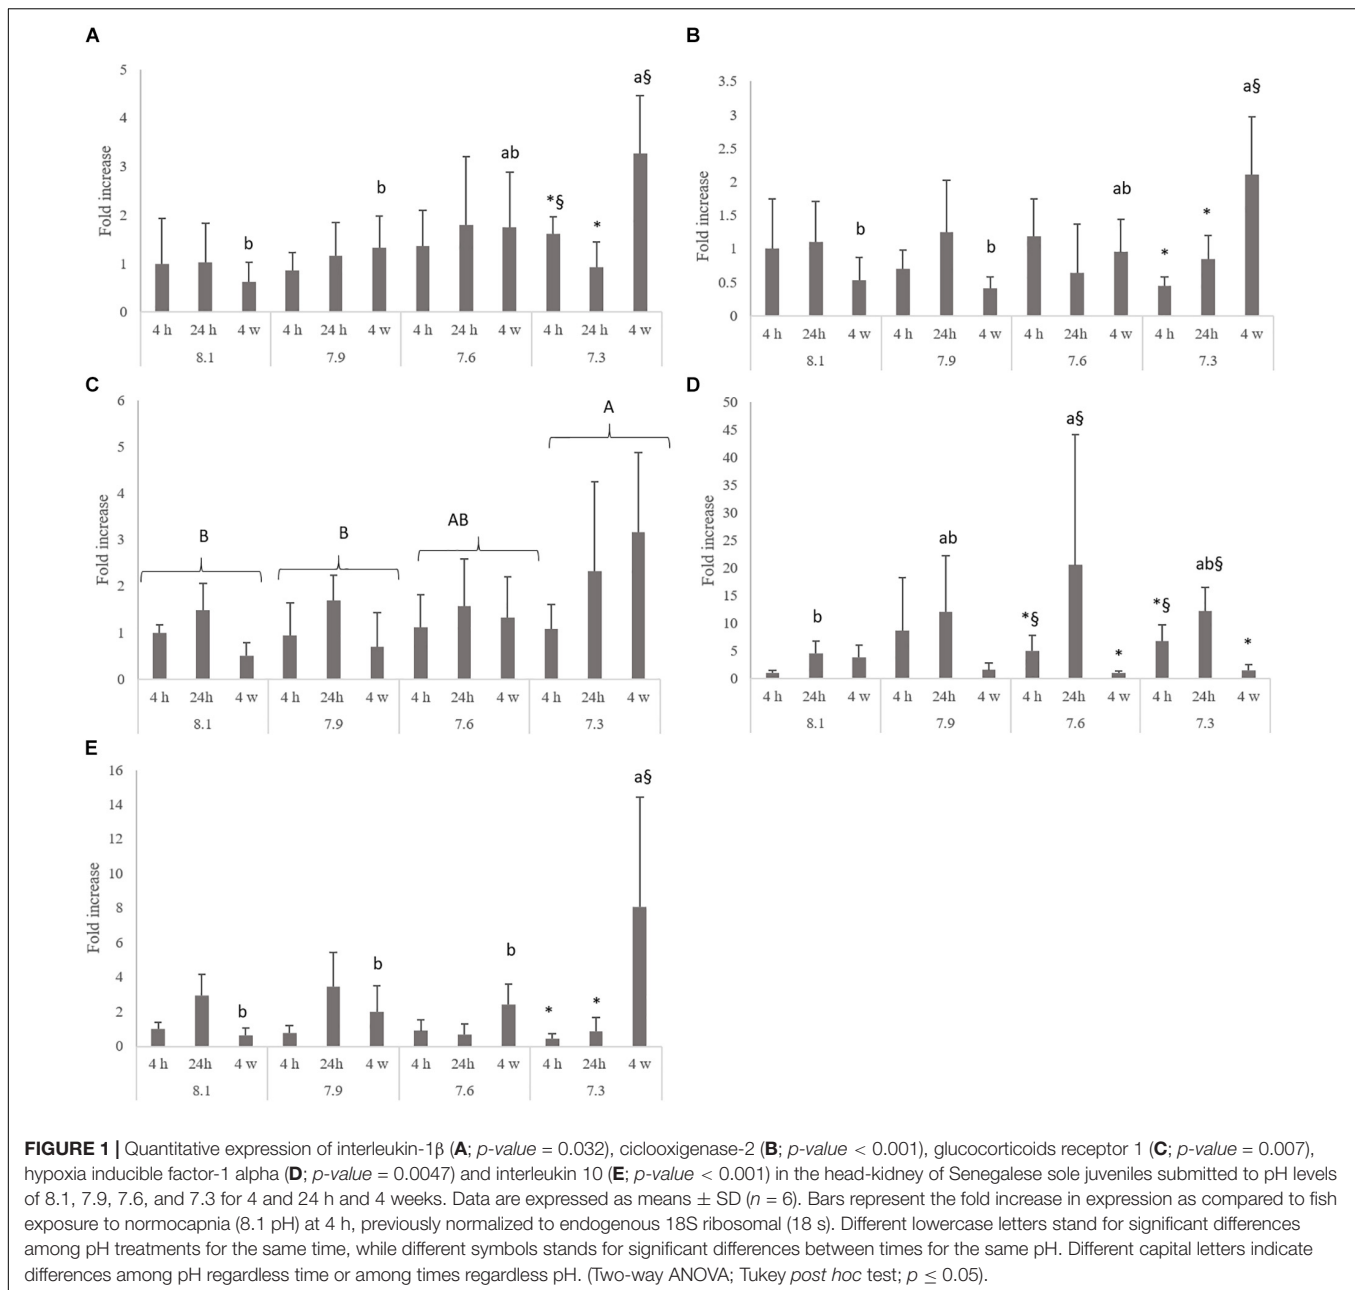 A
Fold increase
5
4
3
2
1
0
b
b
ab
*§
*
a§
4 h 24 h 4 w 4 h 24 h 4 w 4 h 24 h 4 w 4 h 24 h 4 w
8.1 7.9 7.6 7.3
B
Fold increase
3.5
3
2.5
2
1.5
1
0.5
0
b
b
ab
*
*
a§
4 h 24h 4 w 4 h 24h 4 w 4 h 24h 4 w 4 h 24h 4 w
8.1 7.9 7.6 7.3
C
Fold increase
6
5
4
3
2
1
0
B
B
AB
A
4 h 24h 4 w 4 h 24h 4 w 4 h 24h 4 w 4 h 24h 4 w
8.1 7.9 7.6 7.3
D
Fold increase
50
45
40
35
30
25
20
15
10
5
0
b
ab
*§
a§
*
*§
ab§
*
4 h 24h 4 w 4 h 24h 4 w 4 h 24h 4 w 4 h 24h 4 w
8.1 7.9 7.6 7.3
E
Fold increase
16
14
12
10
8
6
4
2
0
b
b
b
*
*
a§
4 h 24h 4 w 4 h 24h 4 w 4 h 24h 4 w 4 h 24h 4 w
8.1 7.9 7.6 7.3
FIGURE 1 | Quantitative expression of interleukin-1β (A; p-value = 0.032), ciclooxigenase-2 (B; p-value < 0.001), glucocorticoids receptor 1 (C; p-value = 0.007),
hypoxia inducible factor-1 alpha (D; p-value = 0.0047) and interleukin 10 (E; p-value < 0.001) in the head-kidney of Senegalese sole juveniles submitted to pH levels
of 8.1, 7.9, 7.6, and 7.3 for 4 and 24 h and 4 weeks. Data are expressed as means ± SD (n = 6). Bars represent the fold increase in expression as compared to fish
exposure to normocapnia (8.1 pH) at 4 h, previously normalized to endogenous 18S ribosomal (18 s). Different lowercase letters stand for significant differences
among pH treatments for the same time, while different symbols stands for significant differences between times for the same pH. Different capital letters indicate
differences among pH regardless time or among times regardless pH. (Two-way ANOVA; Tukey post hoc test; p ≤ 0.05).